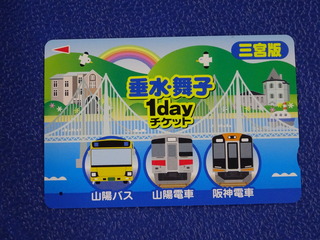 三宮版
垂水・舞子
1day
チケット
山陽バス
山陽電車
阪神電車